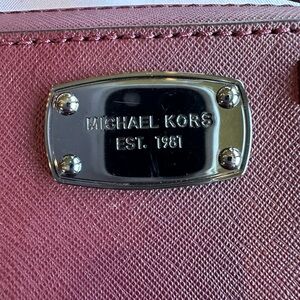 MICHAEL KORS
EST. 1981